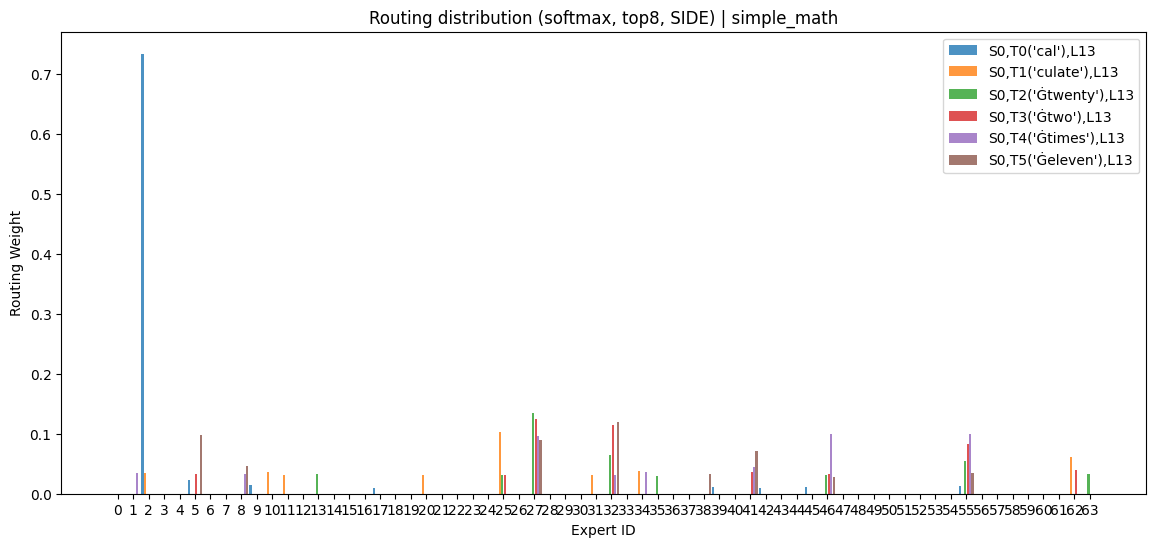 Routing distribution (softmax, top8, SIDE) | simple_math
S0,T0('cal'),L13
S0,T1('culate'),L13
S0,T2('Ġtwenty'),L13
S0,T3('Ġtwo'),L13
S0,T4('Ġtimes'),L13
S0,T5('Ġeleven'),L13
0.7
0.6
0.5
0.4
0.3
0.2
0.1
0.0
Routing Weight
0 1 2 3 4 5 6 7 8 9 10 11 12 13 14 15 16 17 18 19 20 21 22 23 24 25 26 27 28 29 30 31 32 33 34 35 36 37 38 39 40 41 42 43 44 45 46 47 48 49 50 51 52 53 54 55 56 57 58 59 60 61 62 63
Expert ID